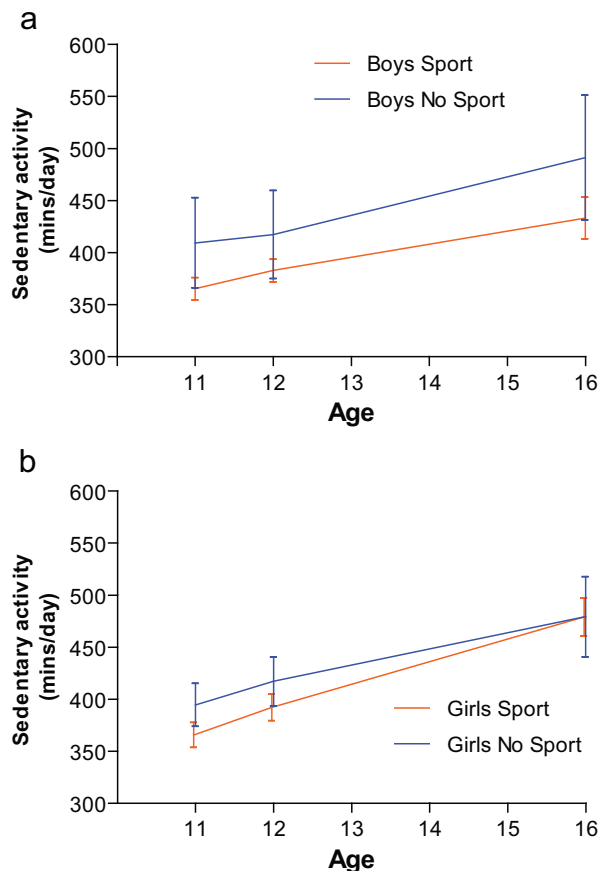 a
600
550
500
450
400
350
300
Sedentary activity
(mins/day)
Boys Sport
Boys No Sport
11 12 13 14 15 16
Age
b
600
550
500
450
400
350
300
Sedentary activity
(mins/day)
Girls Sport
Girls No Sport
11 12 13 14 15 16
Age